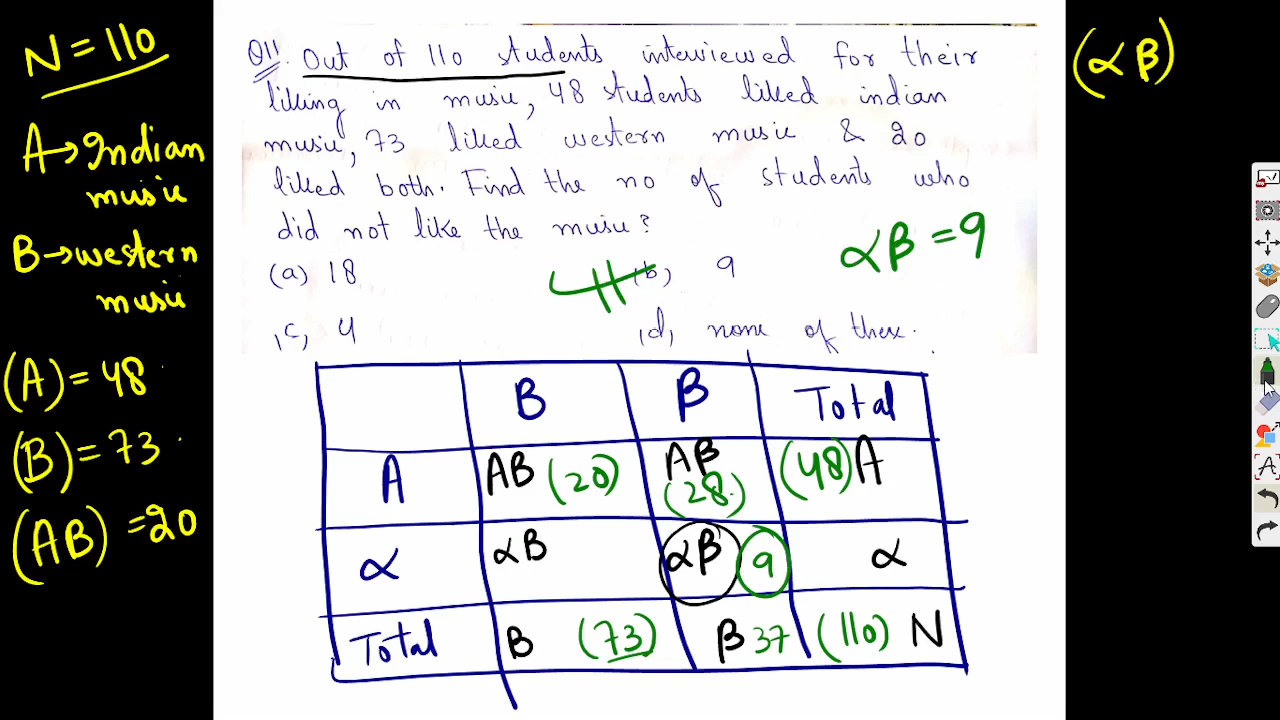 N = 110
A → Indian
music
B → western
music
(A) = 48
(B) = 73
(AB) = 20
Q11. Out of 110 students interviewed for their
liking in music, 48 students liked indian
music, 73 liked western music & 20
liked both. Find the no of students who
did not like the music?
(a) 18 (b) 9
(c) 4 (d) none of these.
αβ = 9
(αβ)
B β Total
A AB (20) Aβ (28) (48) A
α αB αβ 9 α
Total B (73) β 37 (110) N